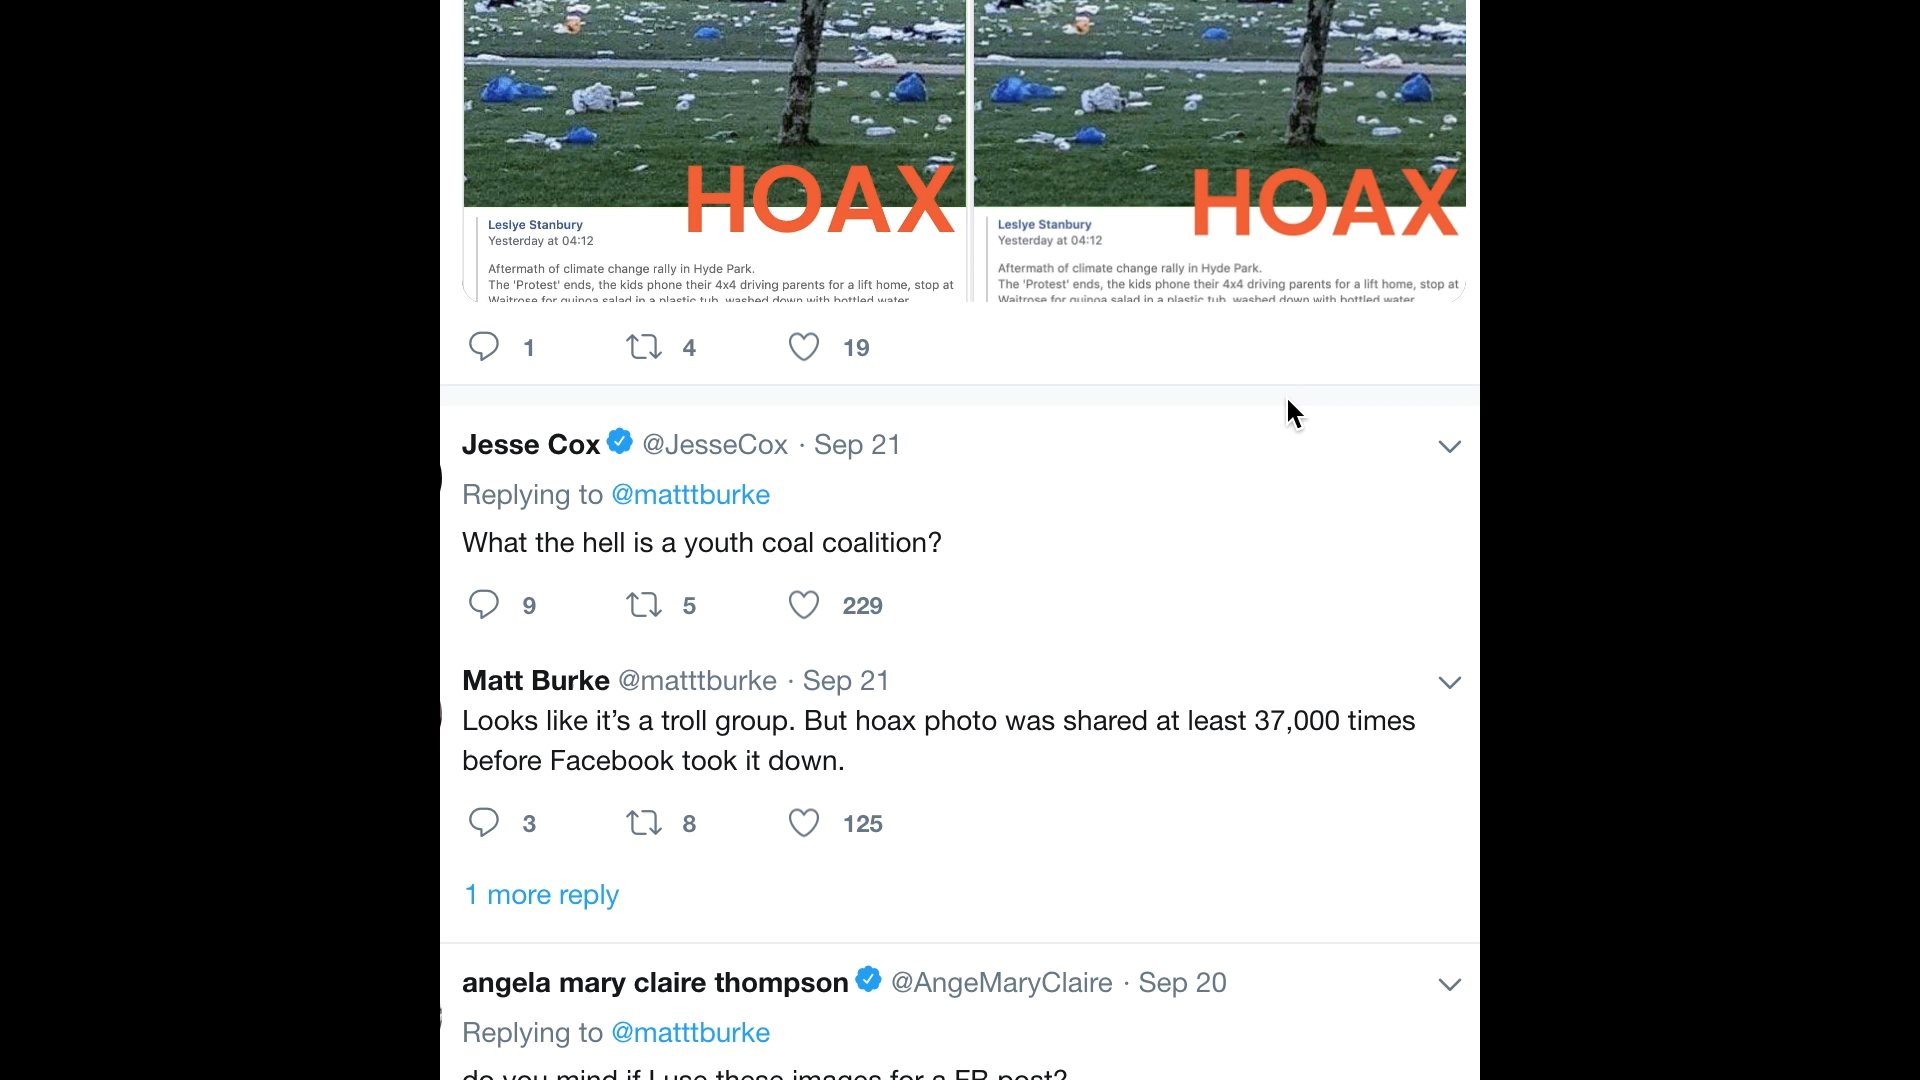 HOAX HOAX
Leslye Stanbury
Yesterday at 04:12
Aftermath of climate change rally in Hyde Park.
The 'Protest' ends, the kids phone their 4x4 driving parents for a lift home, stop at
Waitrose for quinoa salad in a plastic tub, washed down with bottled water
Leslye Stanbury
Yesterday at 04:12
Aftermath of climate change rally in Hyde Park.
The 'Protest' ends, the kids phone their 4x4 driving parents for a lift home, stop at
Waitrose for quinoa salad in a plastic tub, washed down with bottled water
1 4 19
Jesse Cox @JesseCox · Sep 21
Replying to @matttburke
What the hell is a youth coal coalition?
9 5 229
Matt Burke @matttburke · Sep 21
Looks like it’s a troll group. But hoax photo was shared at least 37,000 times
before Facebook took it down.
3 8 125
1 more reply
angela mary claire thompson @AngeMaryClaire · Sep 20
Replying to @matttburke
do you mind if I use these images for a FB post?